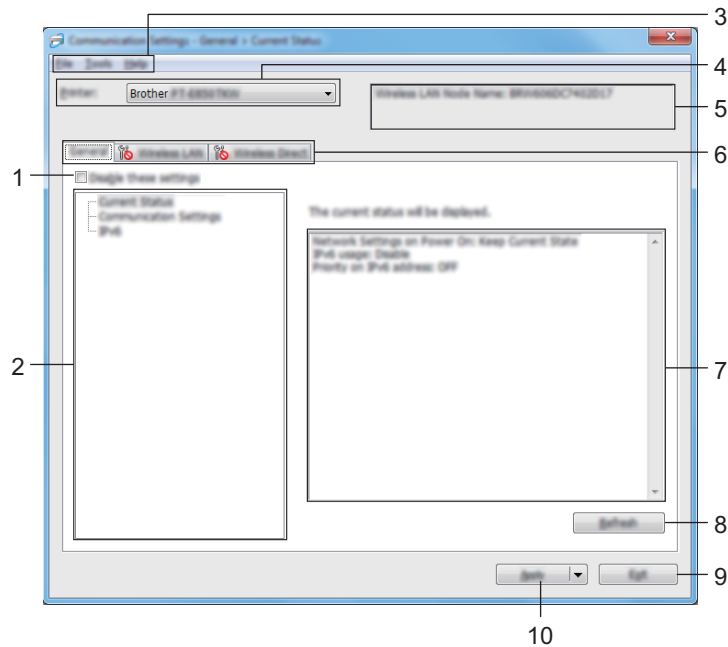 3
Communication Settings - General > Current Status
File Tools Help
4
Printer:
Brother PT-E850TKW
Wireless LAN Node Name: BRW606DC7402D17
5
General
Wireless LAN
Wireless Direct
6
1
Disable these settings
Current Status
Communication Settings
IPv6
The current status will be displayed.
Network Settings on Power On: Keep Current State
IPv6 usage: Disable
Priority on IPv6 address: OFF
2
7
Refresh
8
Apply
Exit
9
10